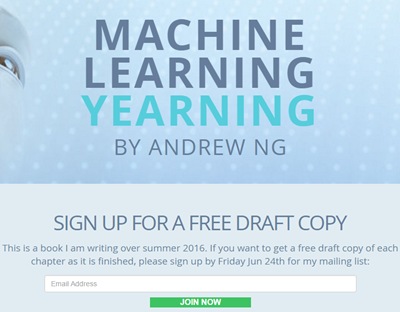 MACHINE
LEARNING
YEARNING
BY ANDREW NG
SIGN UP FOR A FREE DRAFT COPY
This is a book I am writing over summer 2016. If you want to get a free draft copy of each
chapter as it is finished, please sign up by Friday Jun 24th for my mailing list:
Email Address
JOIN NOW